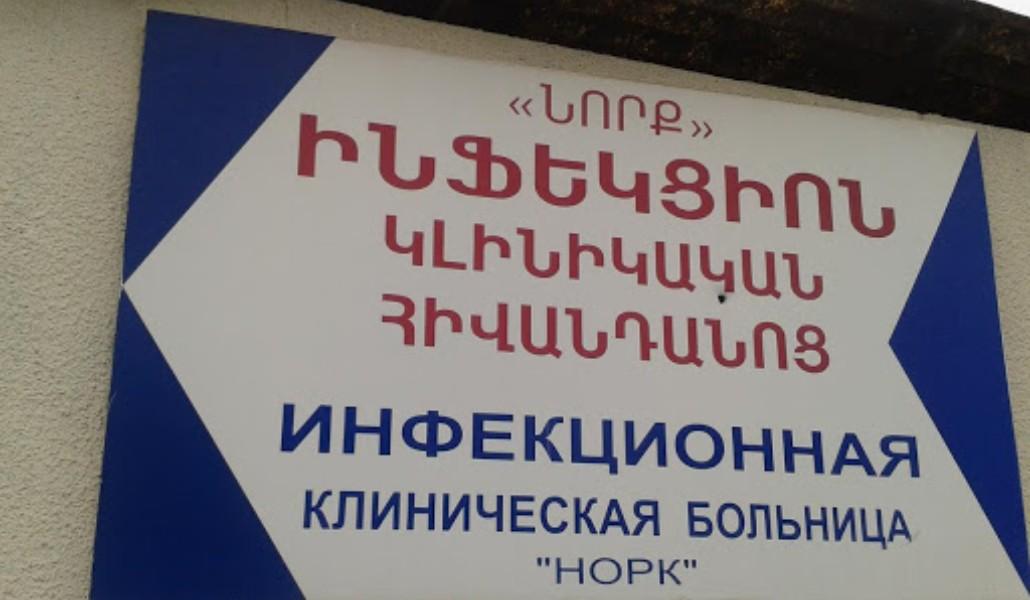 «ՆՈՐՔ»
ԻՆՖԵԿՑԻՈՆ
ԿԼԻՆԻԿԱԿԱՆ
ՀԻՎԱՆԴԱՆՈՑ
ИНФЕКЦИОННАЯ
КЛИНИЧЕСКАЯ БОЛЬНИЦА
"НОРК"